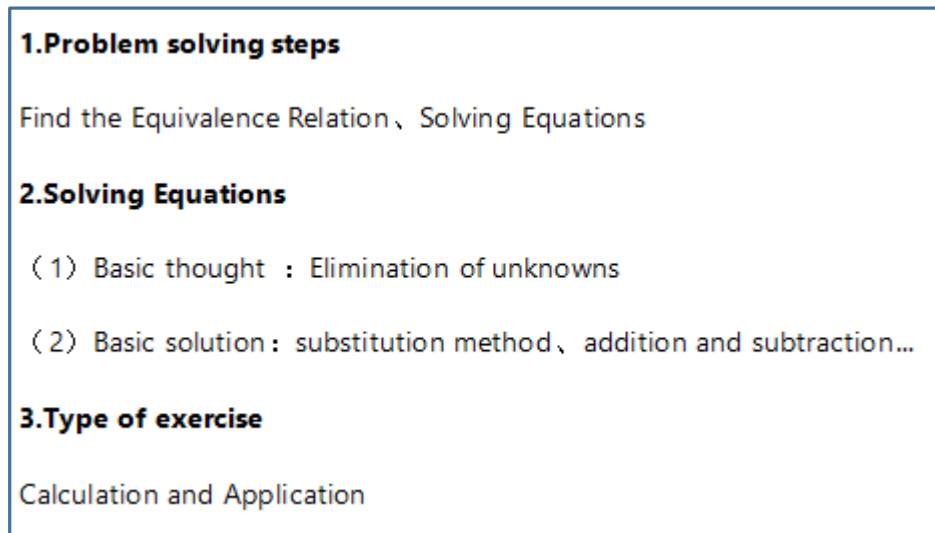 1.Problem solving steps
Find the Equivalence Relation、Solving Equations
2.Solving Equations
（1）Basic thought ：Elimination of unknowns
（2）Basic solution：substitution method、addition and subtraction...
3.Type of exercise
Calculation and Application